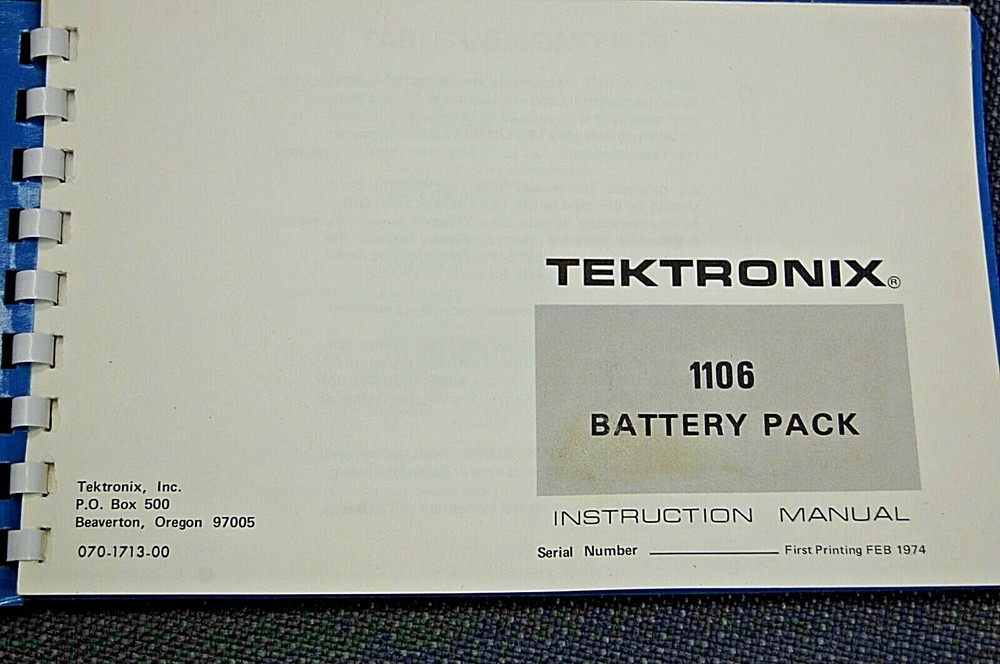 TEKTRONIX®
1106
BATTERY PACK
INSTRUCTION MANUAL
Tektronix, Inc.
P.O. Box 500
Beaverton, Oregon 97005
070-1713-00
Serial Number
First Printing FEB 1974